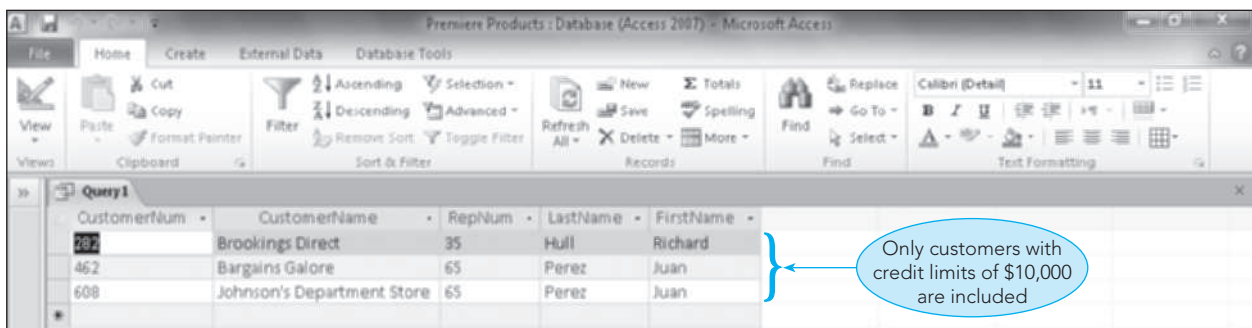 Premiere Products : Database (Access 2007) - Microsoft Access
File Home Create External Data Database Tools
Cut Ascending Selection New Totals Replace Calibri (Detail) 11
Copy Descending Advanced Save Spelling Go To B I U
View Paste Format Painter Filter Remove Sort Toggle Filter Refresh All Delete More Find Select A
Views Clipboard Sort & Filter Records Find Text Formatting
Query1
CustomerNum CustomerName RepNum LastName FirstName
282 Brookings Direct 35 Hull Richard
462 Bargains Galore 65 Perez Juan
608 Johnson's Department Store 65 Perez Juan
Only customers with
credit limits of $10,000
are included